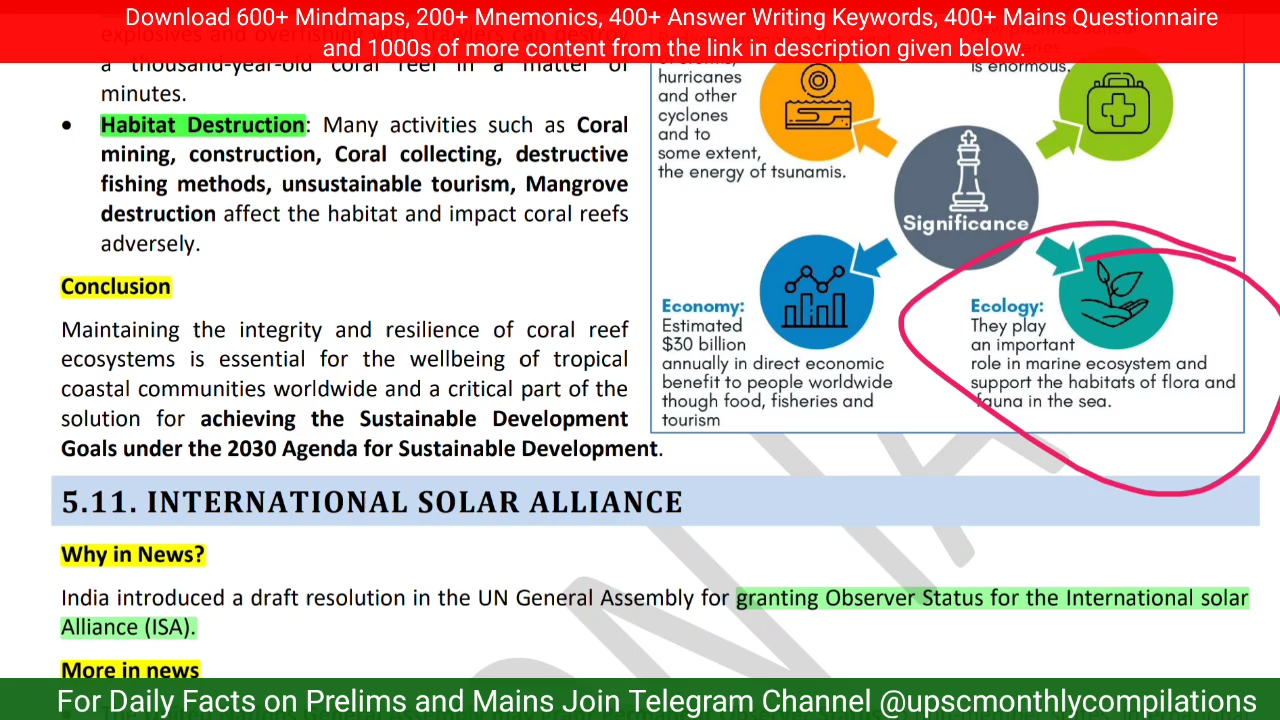 Download 600+ Mindmaps, 200+ Mnemonics, 400+ Answer Writing Keywords, 400+ Mains Questionnaire
and 1000s of more content from the link in description given below.
explosives and overfishing with trawlers can destroy
a thousand-year-old coral reef in a matter of
minutes.
• Habitat Destruction: Many activities such as Coral
mining, construction, Coral collecting, destructive
fishing methods, unsustainable tourism, Mangrove
destruction affect the habitat and impact coral reefs
adversely.
Conclusion
Maintaining the integrity and resilience of coral reef
ecosystems is essential for the wellbeing of tropical
coastal communities worldwide and a critical part of the
solution for achieving the Sustainable Development
Goals under the 2030 Agenda for Sustainable Development.
hurricanes
and other
cyclones
and to
some extent,
the energy of tsunamis.
is enormous.
Significance
Economy:
Estimated
$30 billion
annually in direct economic
benefit to people worldwide
though food, fisheries and
tourism
Ecology:
They play
an important
role in marine ecosystem and
support the habitats of flora and
fauna in the sea.
5.11. INTERNATIONAL SOLAR ALLIANCE
Why in News?
India introduced a draft resolution in the UN General Assembly for granting Observer Status for the International solar
Alliance (ISA).
More in news
For Daily Facts on Prelims and Mains Join Telegram Channel @upscmonthlycompilations